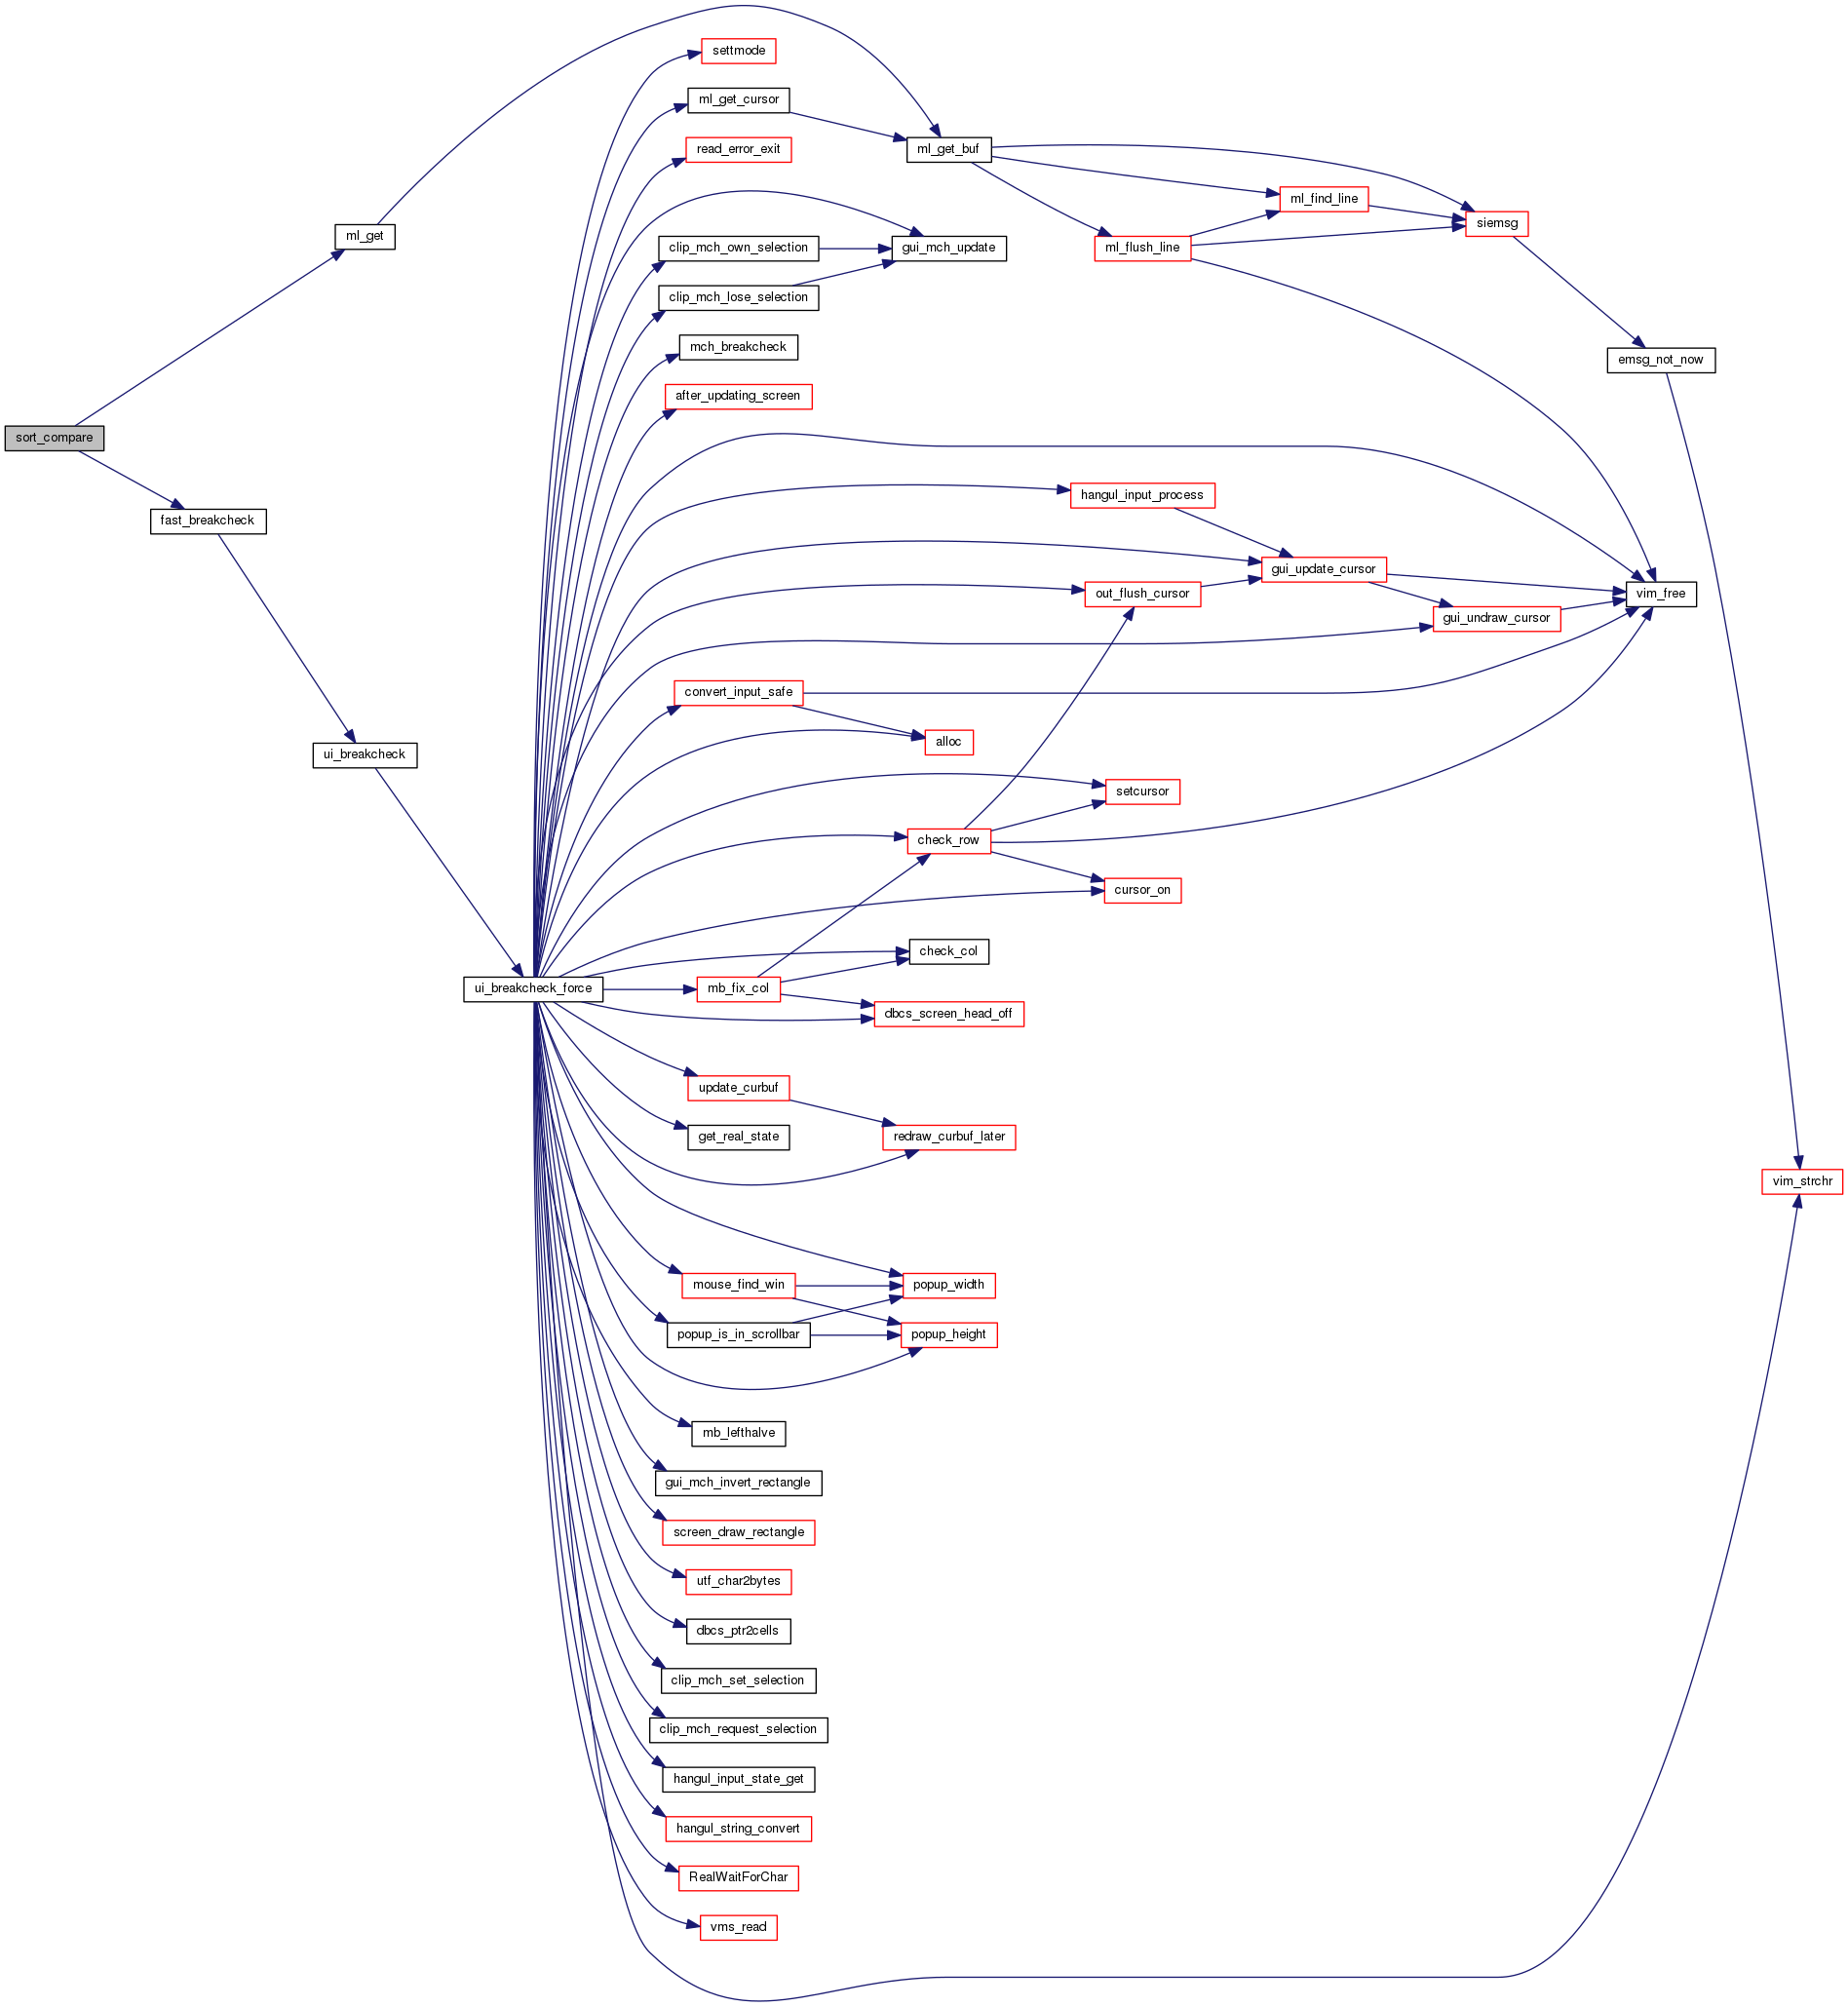 settmode
ml_get_cursor
read_error_exit
ml_get_buf
ml_find_line
siemsg
ml_get
clip_mch_own_selection
gui_mch_update
ml_flush_line
clip_mch_lose_selection
mch_breakcheck
emsg_not_now
after_updating_screen
sort_compare
hangul_input_process
fast_breakcheck
gui_update_cursor
out_flush_cursor
vim_free
gui_undraw_cursor
convert_input_safe
alloc
ui_breakcheck
setcursor
check_row
cursor_on
check_col
ui_breakcheck_force
mb_fix_col
dbcs_screen_head_off
update_curbuf
get_real_state
redraw_curbuf_later
vim_strchr
mouse_find_win
popup_width
popup_is_in_scrollbar
popup_height
mb_lefthalve
gui_mch_invert_rectangle
screen_draw_rectangle
utf_char2bytes
dbcs_ptr2cells
clip_mch_set_selection
clip_mch_request_selection
hangul_input_state_get
hangul_string_convert
RealWaitForChar
vms_read